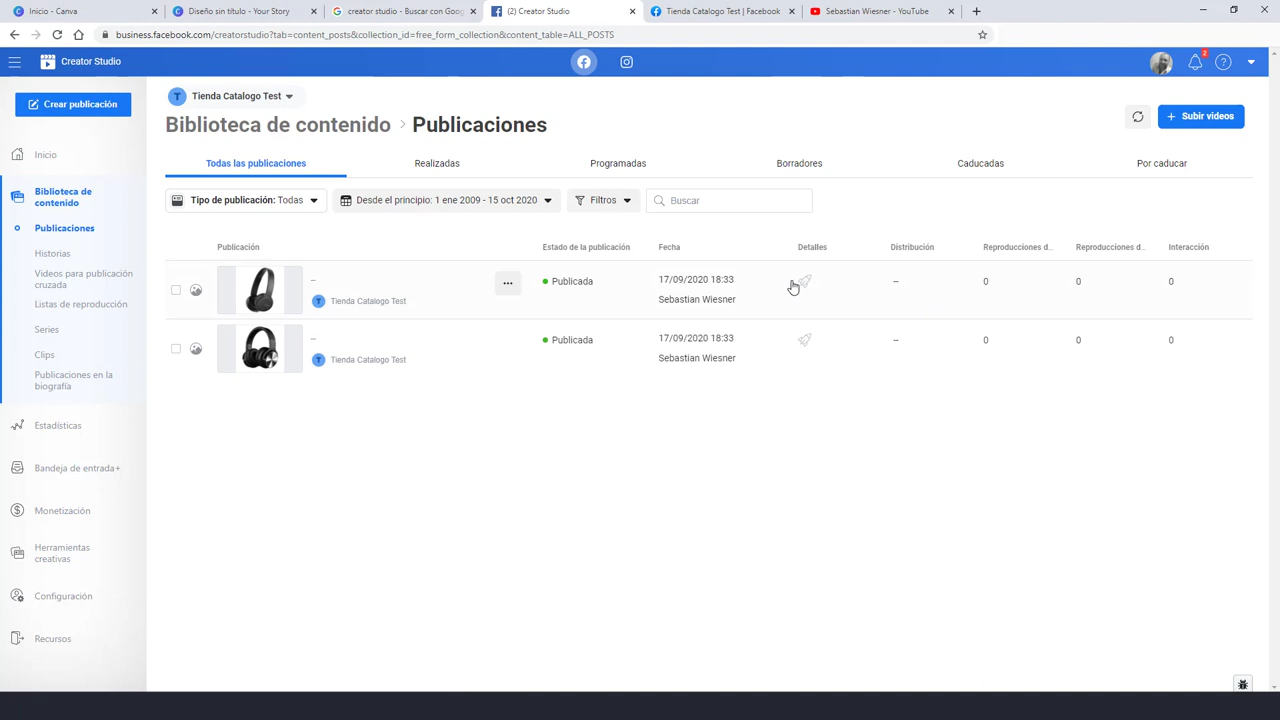 Inicio - Canva
Diseño sin título - Your Story
creator studio - Buscar con Goog
(2) Creator Studio
Tienda Catalogo Test | Facebook
Sebastian Wiesner - YouTube
business.facebook.com/creatorstudio?tab=content_posts&collection_id=free_form_collection&content_table=ALL_POSTS
Creator Studio
2
Crear publicación
T Tienda Catalogo Test
Biblioteca de contenido > Publicaciones
+ Subir videos
Inicio
Biblioteca de
contenido
Publicaciones
Historias
Videos para publicación
cruzada
Listas de reproducción
Series
Clips
Publicaciones en la
biografía
Estadísticas
Bandeja de entrada+
Monetización
Herramientas
creativas
Configuración
Recursos
Todas las publicaciones
Realizadas
Programadas
Borradores
Caducadas
Por caducar
Tipo de publicación: Todas
Desde el principio: 1 ene 2009 - 15 oct 2020
Filtros
Buscar
Publicación
Estado de la publicación
Fecha
Detalles
Distribución
Reproducciones d...
Reproducciones d...
Interacción
--
T Tienda Catalogo Test
...
Publicada
17/09/2020 18:33
Sebastian Wiesner
--
0
0
0
--
T Tienda Catalogo Test
Publicada
17/09/2020 18:33
Sebastian Wiesner
--
0
0
0